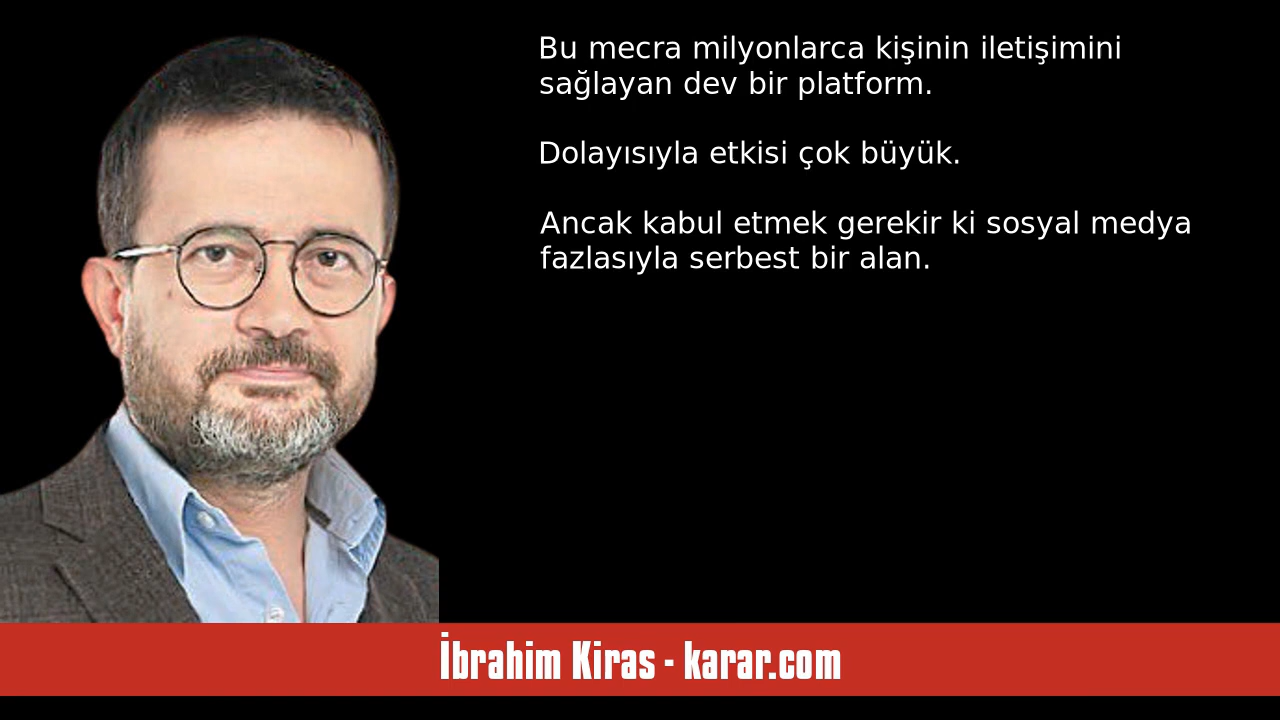 Bu mecra milyonlarca kişinin iletişimini
sağlayan dev bir platform.
Dolayısıyla etkisi çok büyük.
Ancak kabul etmek gerekir ki sosyal medya
fazlasıyla serbest bir alan.
İbrahim Kiras - karar.com